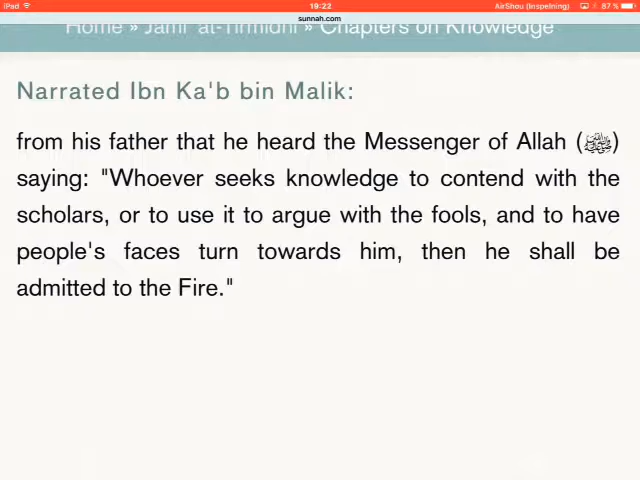 iPad 19:22 AirShou (Inspelning) 87 %
sunnah.com
Home » Jami` at-Tirmidhi » Chapters on Knowledge
Narrated Ibn Ka'b bin Malik:
from his father that he heard the Messenger of Allah (ﷺ)
saying: "Whoever seeks knowledge to contend with the
scholars, or to use it to argue with the fools, and to have
people's faces turn towards him, then he shall be
admitted to the Fire."